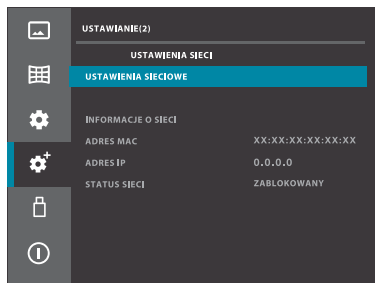 USTAWIANIE(2)
USTAWIENIA SIECI
USTAWIENIA SIECIOWE
INFORMACJE O SIECI
ADRES MAC XX:XX:XX:XX:XX:XX
ADRES IP 0.0.0.0
STATUS SIECI ZABLOKOWANY